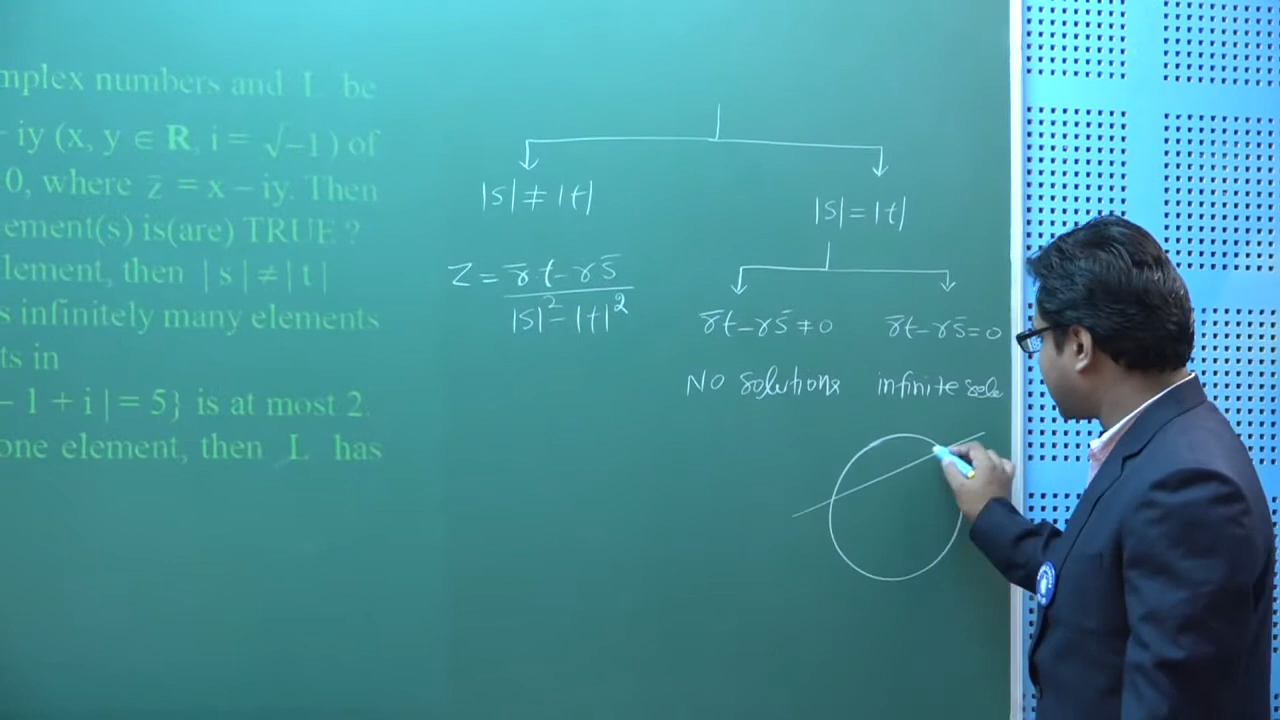 mplex numbers and L be
iy (x, y ∈ R, i = √−1) of
0, where z̄ = x − iy. Then
ement(s) is(are) TRUE ?
lement, then |s| ≠ |t|
s infinitely many elements
ts in
− 1 + i | = 5} is at most 2.
one element, then L has
|s| ≠ |t|
|s| = |t|
z = r̄t − rs̄ / |s|² − |t|²
r̄t − rs̄ ≠ 0
r̄t − rs̄ = 0
No solutions
infinite